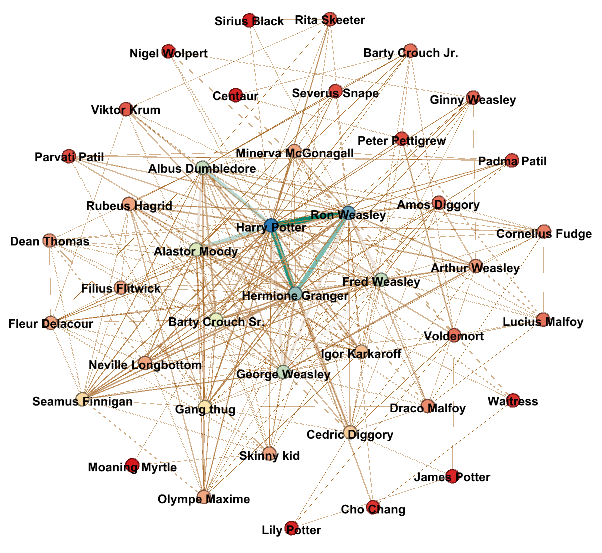 Sirius Black
Rita Skeeter
Nigel Wolpert
Barty Crouch Jr.
Centaur
Severus Snape
Ginny Weasley
Viktor Krum
Peter Pettigrew
Parvati Patil
Minerva McGonagall
Padma Patil
Albus Dumbledore
Rubeus Hagrid
Ron Weasley
Amos Diggory
Harry Potter
Cornelius Fudge
Dean Thomas
Alastor Moody
Arthur Weasley
Fred Weasley
Filius Flitwick
Hermione Granger
Fleur Delacour
Barty Crouch Sr.
Lucius Malfoy
Voldemort
Igor Karkaroff
Neville Longbottom
George Weasley
Seamus Finnigan
Waitress
Gang thug
Draco Malfoy
Cedric Diggory
Skinny kid
Moaning Myrtle
James Potter
Olympe Maxime
Cho Chang
Lily Potter